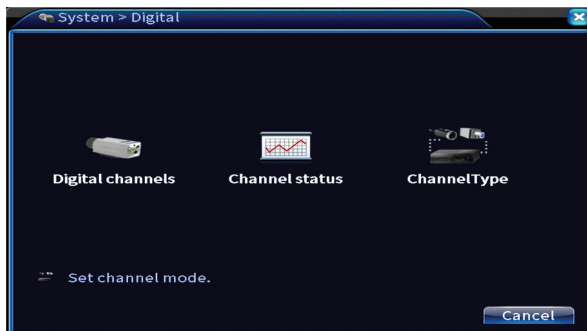 System > Digital
Digital channels
Channel status
ChannelType
Set channel mode.
Cancel